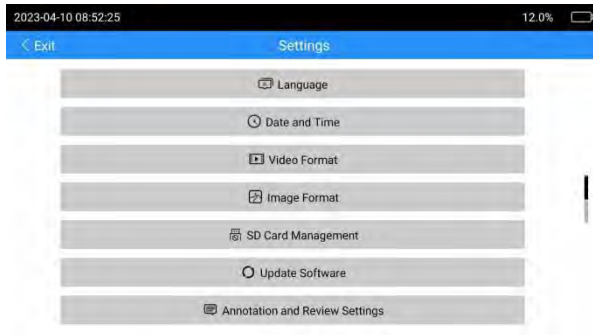 2023-04-10 08:52:25 12.0%
< Exit Settings
Language
Date and Time
Video Format
Image Format
SD Card Management
Update Software
Annotation and Review Settings